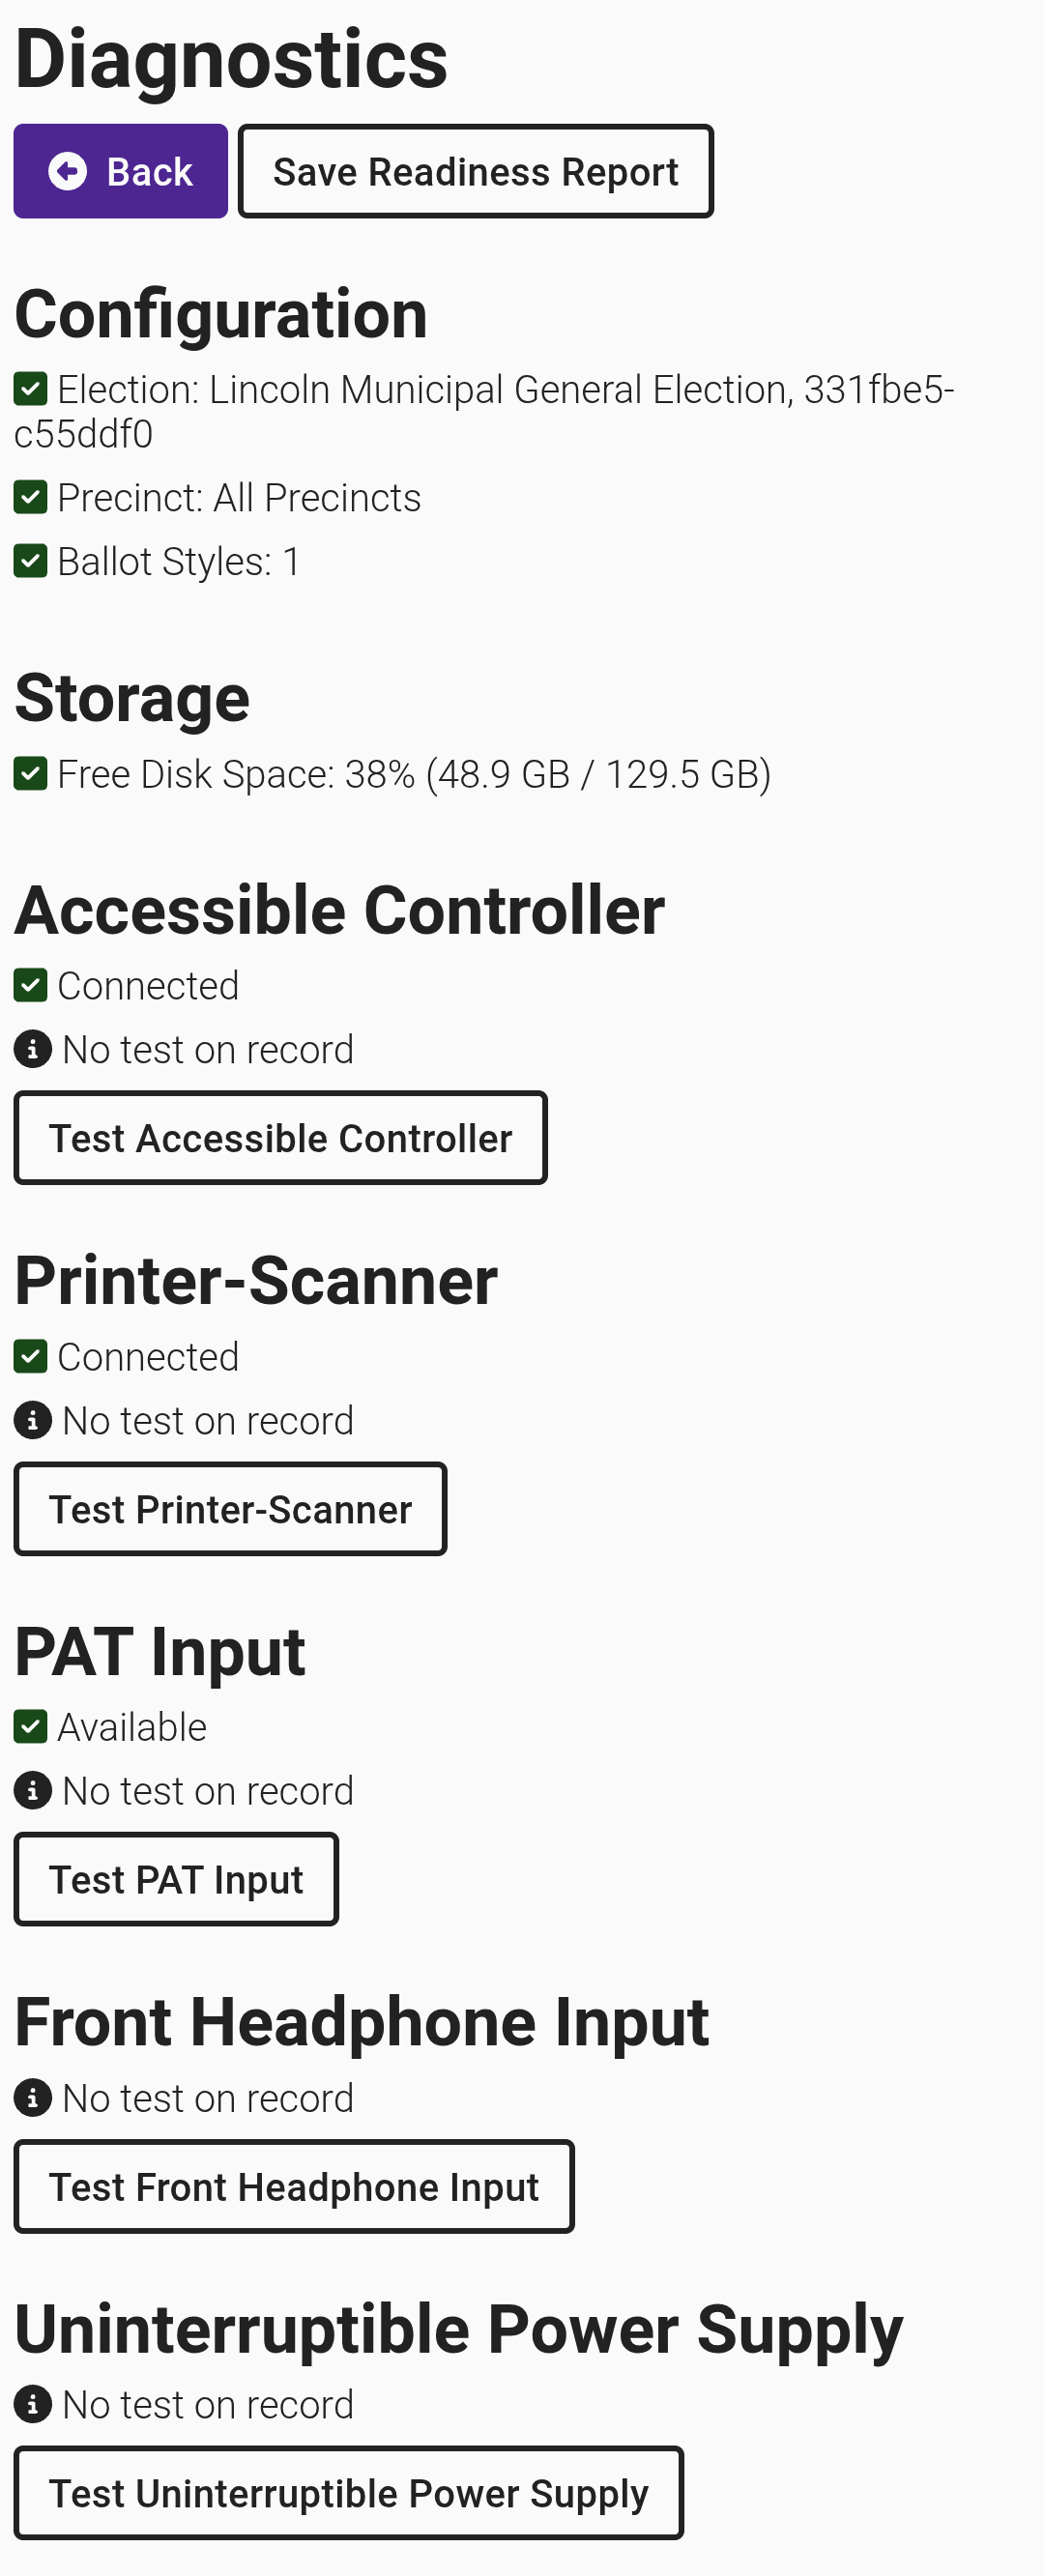 Diagnostics
Back
Save Readiness Report
Configuration
Election: Lincoln Municipal General Election, 331fbe5-
c55ddf0
Precinct: All Precincts
Ballot Styles: 1
Storage
Free Disk Space: 38% (48.9 GB / 129.5 GB)
Accessible Controller
Connected
No test on record
Test Accessible Controller
Printer-Scanner
Connected
No test on record
Test Printer-Scanner
PAT Input
Available
No test on record
Test PAT Input
Front Headphone Input
No test on record
Test Front Headphone Input
Uninterruptible Power Supply
No test on record
Test Uninterruptible Power Supply